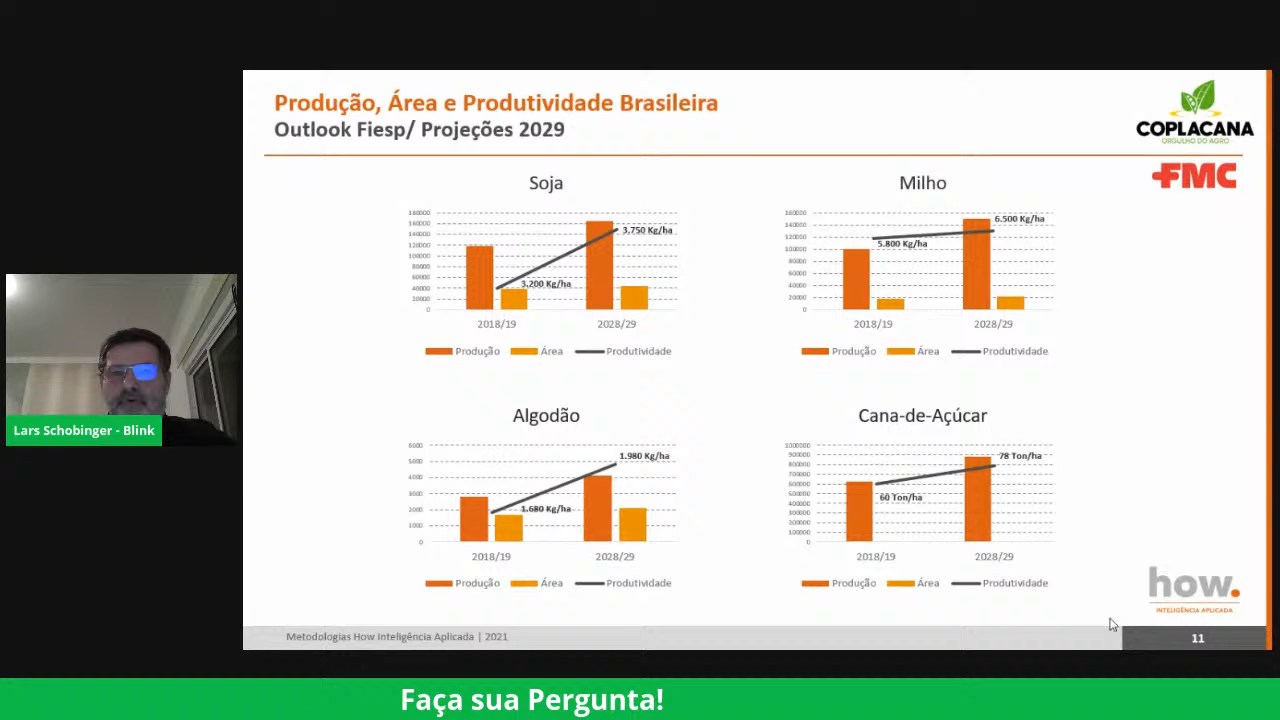 Produção, Área e Produtividade Brasileira
Outlook Fiesp/ Projeções 2029
COPLACANA
ORGULHO DO AGRO
FMC
Soja
180000
160000
140000
120000
100000
80000
60000
40000
20000
0
3.750 Kg/ha
3.200 Kg/ha
2018/19 2028/29
Produção Área Produtividade
Milho
160000
140000
120000
100000
80000
60000
40000
20000
0
6.500 Kg/ha
5.800 Kg/ha
2018/19 2028/29
Produção Área Produtividade
Lars Schobinger - Blink
Algodão
6000
5000
4000
3000
2000
1000
0
1.980 Kg/ha
1.680 Kg/ha
2018/19 2028/29
Produção Área Produtividade
Cana-de-Açúcar
1000000
900000
800000
700000
600000
500000
400000
300000
200000
100000
0
78 Ton/ha
60 Ton/ha
2018/19 2028/29
Produção Área Produtividade
how.
INTELIGÊNCIA APLICADA
Metodologias How Inteligência Aplicada | 2021
11
Faça sua Pergunta!